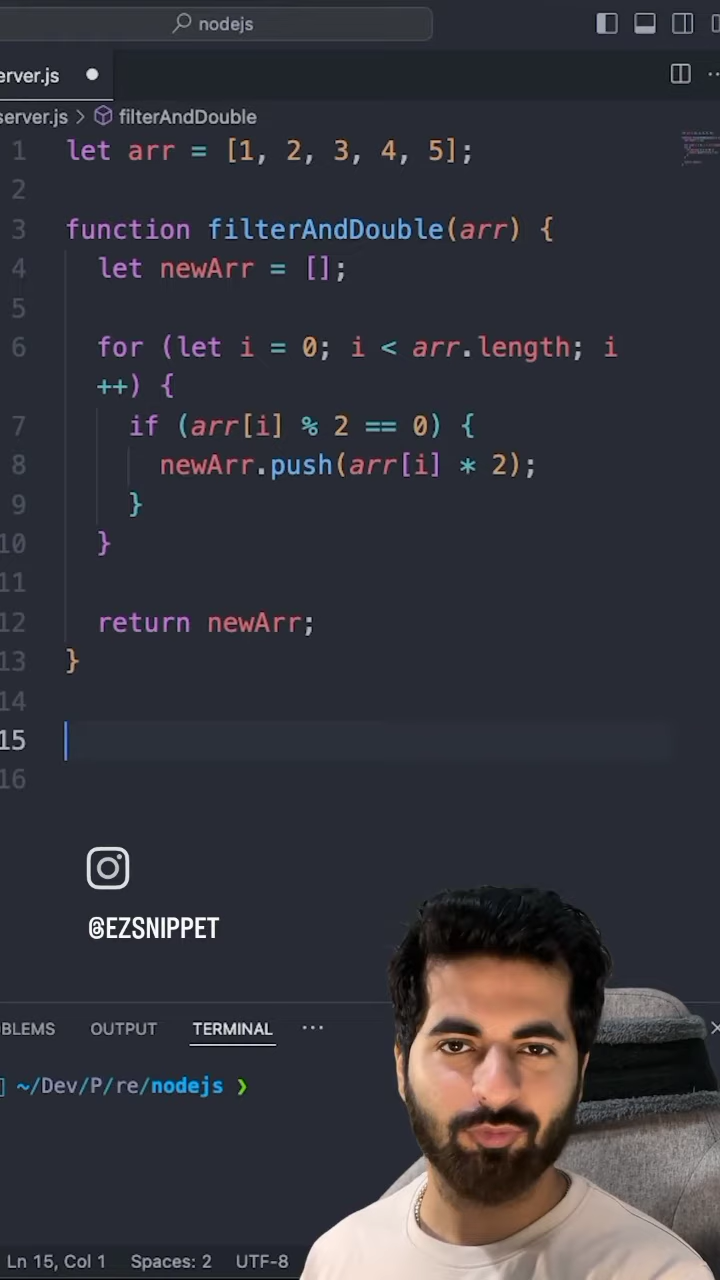 nodejs
erver.js
server.js > filterAndDouble
1 let arr = [1, 2, 3, 4, 5];
2
3 function filterAndDouble(arr) {
4 let newArr = [];
5
6 for (let i = 0; i < arr.length; i
++) {
7 if (arr[i] % 2 == 0) {
8 newArr.push(arr[i] * 2);
9 }
10 }
11
12 return newArr;
13 }
14
15
16
@EZSNIPPET
OBLEMS OUTPUT TERMINAL ···
~/Dev/P/re/nodejs ❯
Ln 15, Col 1 Spaces: 2 UTF-8